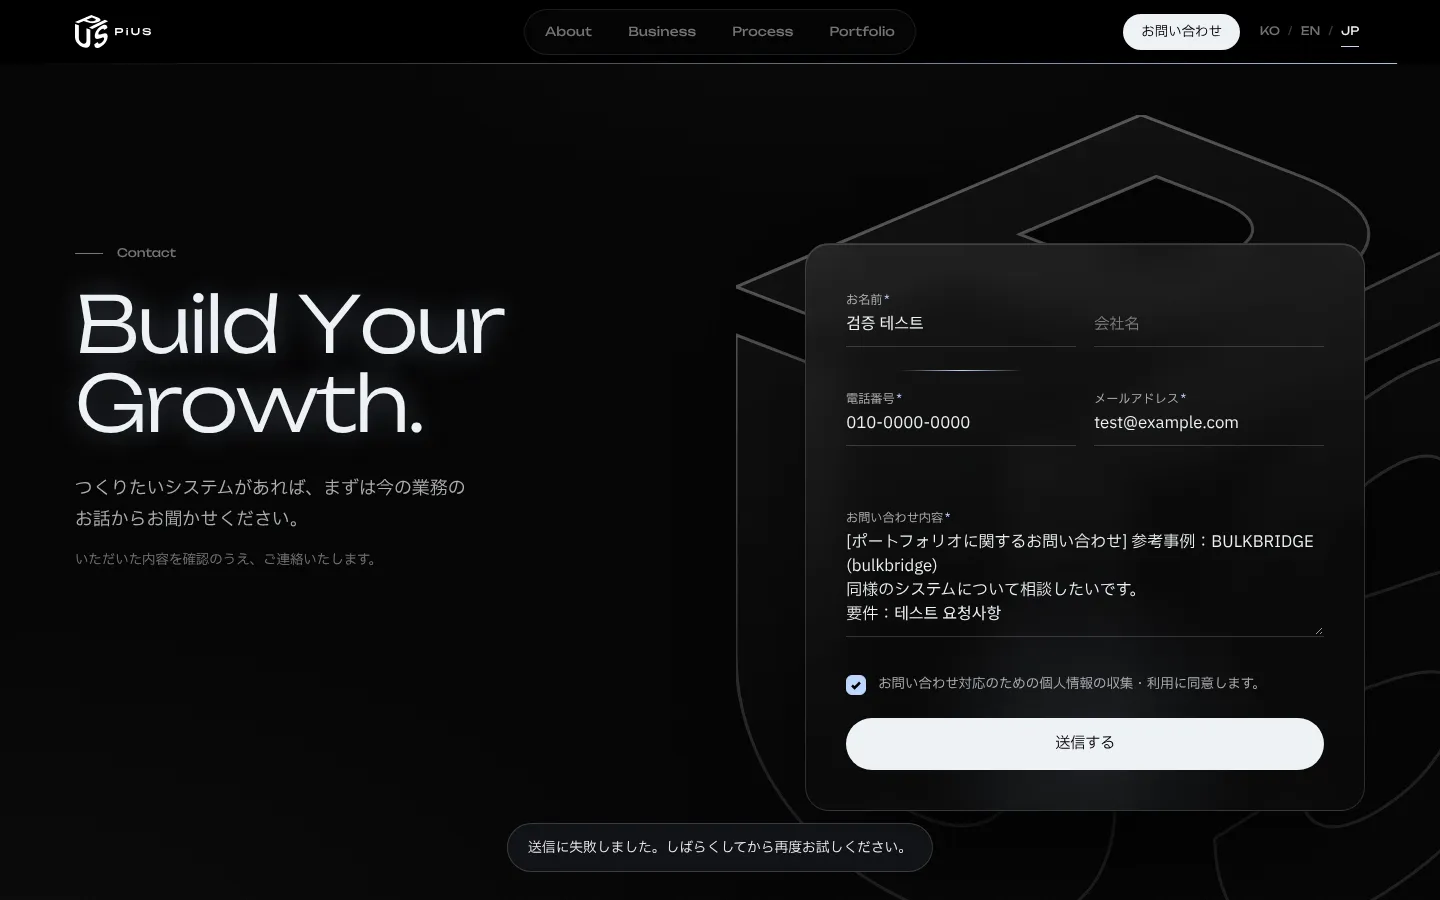 US PiUS
About
Business
Process
Portfolio
お問い合わせ
KO / EN / JP
Contact
Build Your
Growth.
つくりたいシステムがあれば、まずは今の業務の
お話からお聞かせください。
いただいた内容を確認のうえ、ご連絡いたします。
お名前*
검증 테스트
会社名
電話番号*
010-0000-0000
メールアドレス*
test@example.com
お問い合わせ内容*
[ポートフォリオに関するお問い合わせ] 参考事例：BULKBRIDGE
(bulkbridge)
同様のシステムについて相談したいです。
要件：테스트 요청사항
お問い合わせ対応のための個人情報の収集・利用に同意します。
送信する
送信に失敗しました。しばらくしてから再度お試しください。